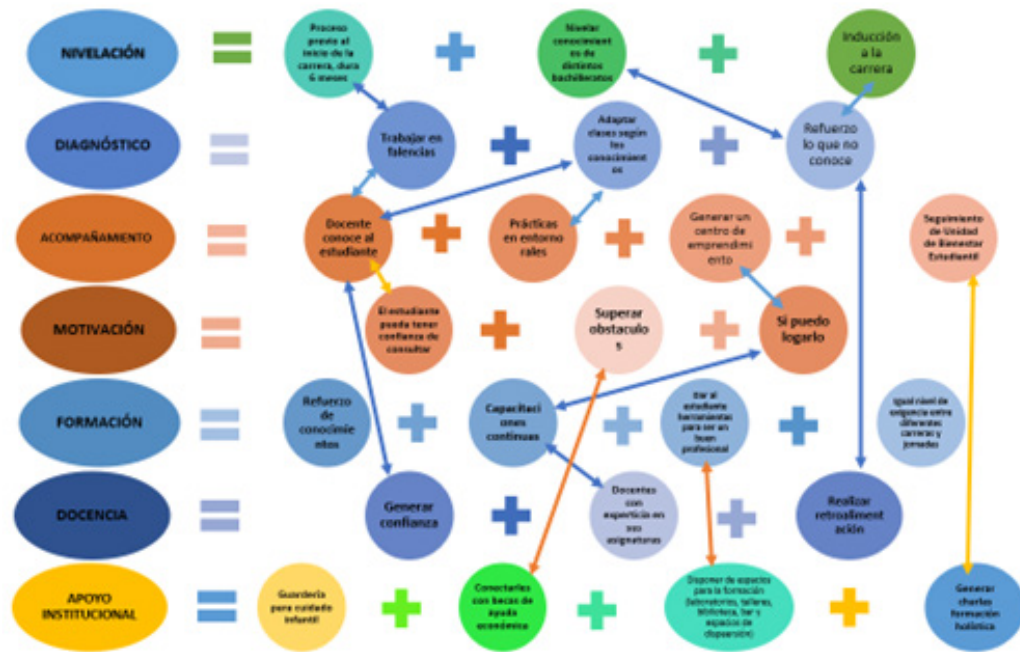 NIVELACIÓN
Proceso
previo al
inicio de la
carrera, dura
6 meses
Nivelar
conocimient
os de
distintos
bachilleratos
Inducción
a la
carrera
DIAGNÓSTICO
Trabajar en
falencias
Adaptar
clases según
los
conocimient
os
Refuerzo
lo que no
conoce
ACOMPAÑAMIENTO
Docente
conoce al
estudiante
Prácticas
en entorno
rales
Generar un
centro de
emprendimi
ento
Seguimiento
de Unidad
de Bienestar
Estudiantil
MOTIVACIÓN
El estudiante
pueda tener
confianza de
consultar
Superar
obstaculo
s
Si puedo
logarlo
FORMACIÓN
Refuerzo
de
conocimie
ntos
Capacitaci
ones
continuas
Dar al
estudiante
herramientas
para ser un
buen
profesional
Igual nivel de
exigencia entre
diferentes
carreras y
jornadas
DOCENCIA
Generar
confianza
Docentes
con
experticia en
sus
asignaturas
Realizar
retroaliment
ación
APOYO
INSTITUCIONAL
Guardería
para cuidado
infantil
Conectarles
con becas de
ayuda
económica
Disponer de espacios
para la formación
(laboratorios, talleres,
biblioteca, bar y
espacios de
dispersión)
Generar
charlas
formación
holística